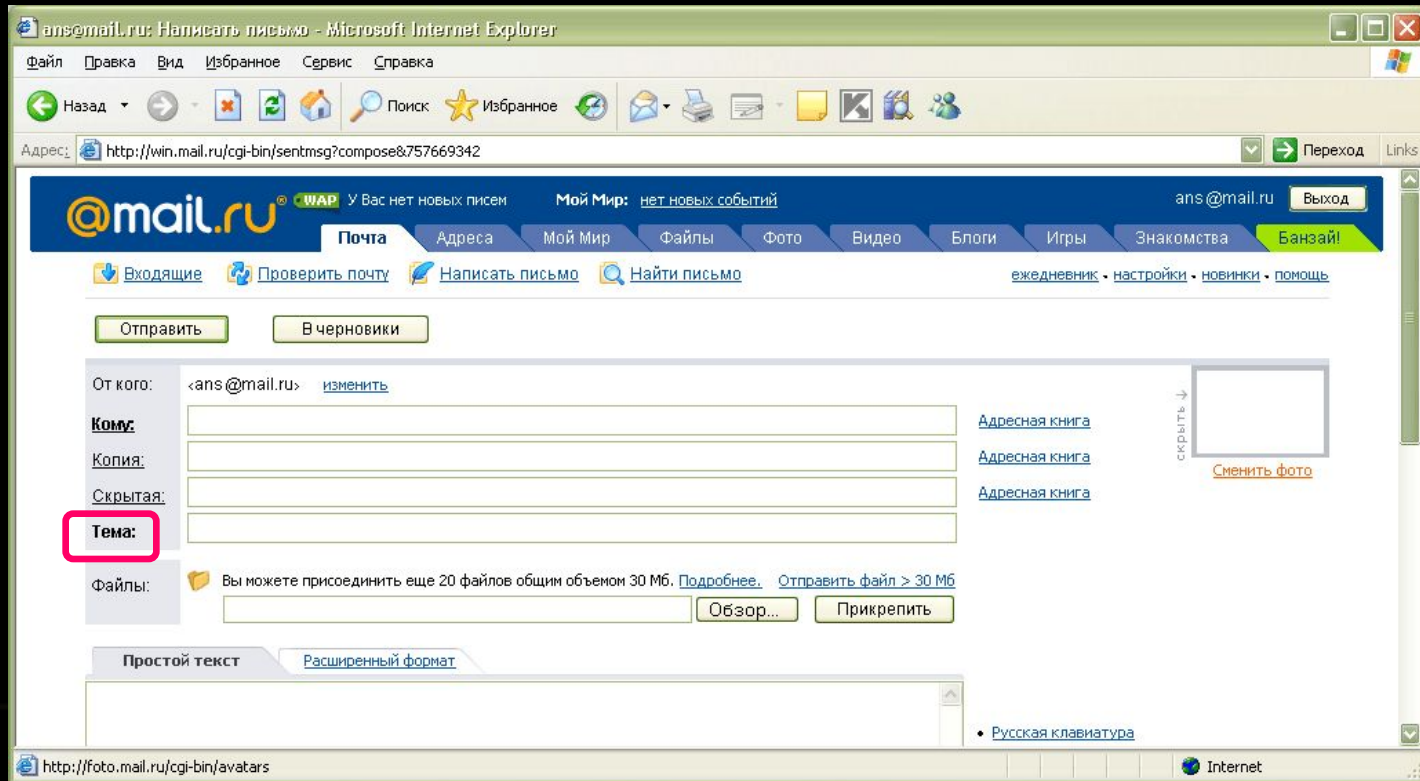 ans@mail.ru: Написать письмо - Microsoft Internet Explorer
Файл Правка Вид Избранное Сервис Справка
Назад Поиск Избранное
Адрес: http://win.mail.ru/cgi-bin/sentmsg?compose&757669342 Переход Links
@mail.ru® WAP У Вас нет новых писем Мой Мир: нет новых событий ans@mail.ru Выход
Почта Адреса Мой Мир Файлы Фото Видео Блоги Игры Знакомства Банзай!
Входящие Проверить почту Написать письмо Найти письмо ежедневник • настройки • новинки • помощь
Отправить В черновики
От кого: <ans@mail.ru> изменить
Кому: Адресная книга
скрыть →
Копия: Адресная книга
Сменить фото
Скрытая: Адресная книга
Тема:
Файлы: Вы можете присоединить еще 20 файлов общим объемом 30 Мб. Подробнее. Отправить файл > 30 Мб
Обзор... Прикрепить
Простой текст Расширенный формат
• Русская клавиатура
http://foto.mail.ru/cgi-bin/avatars Internet